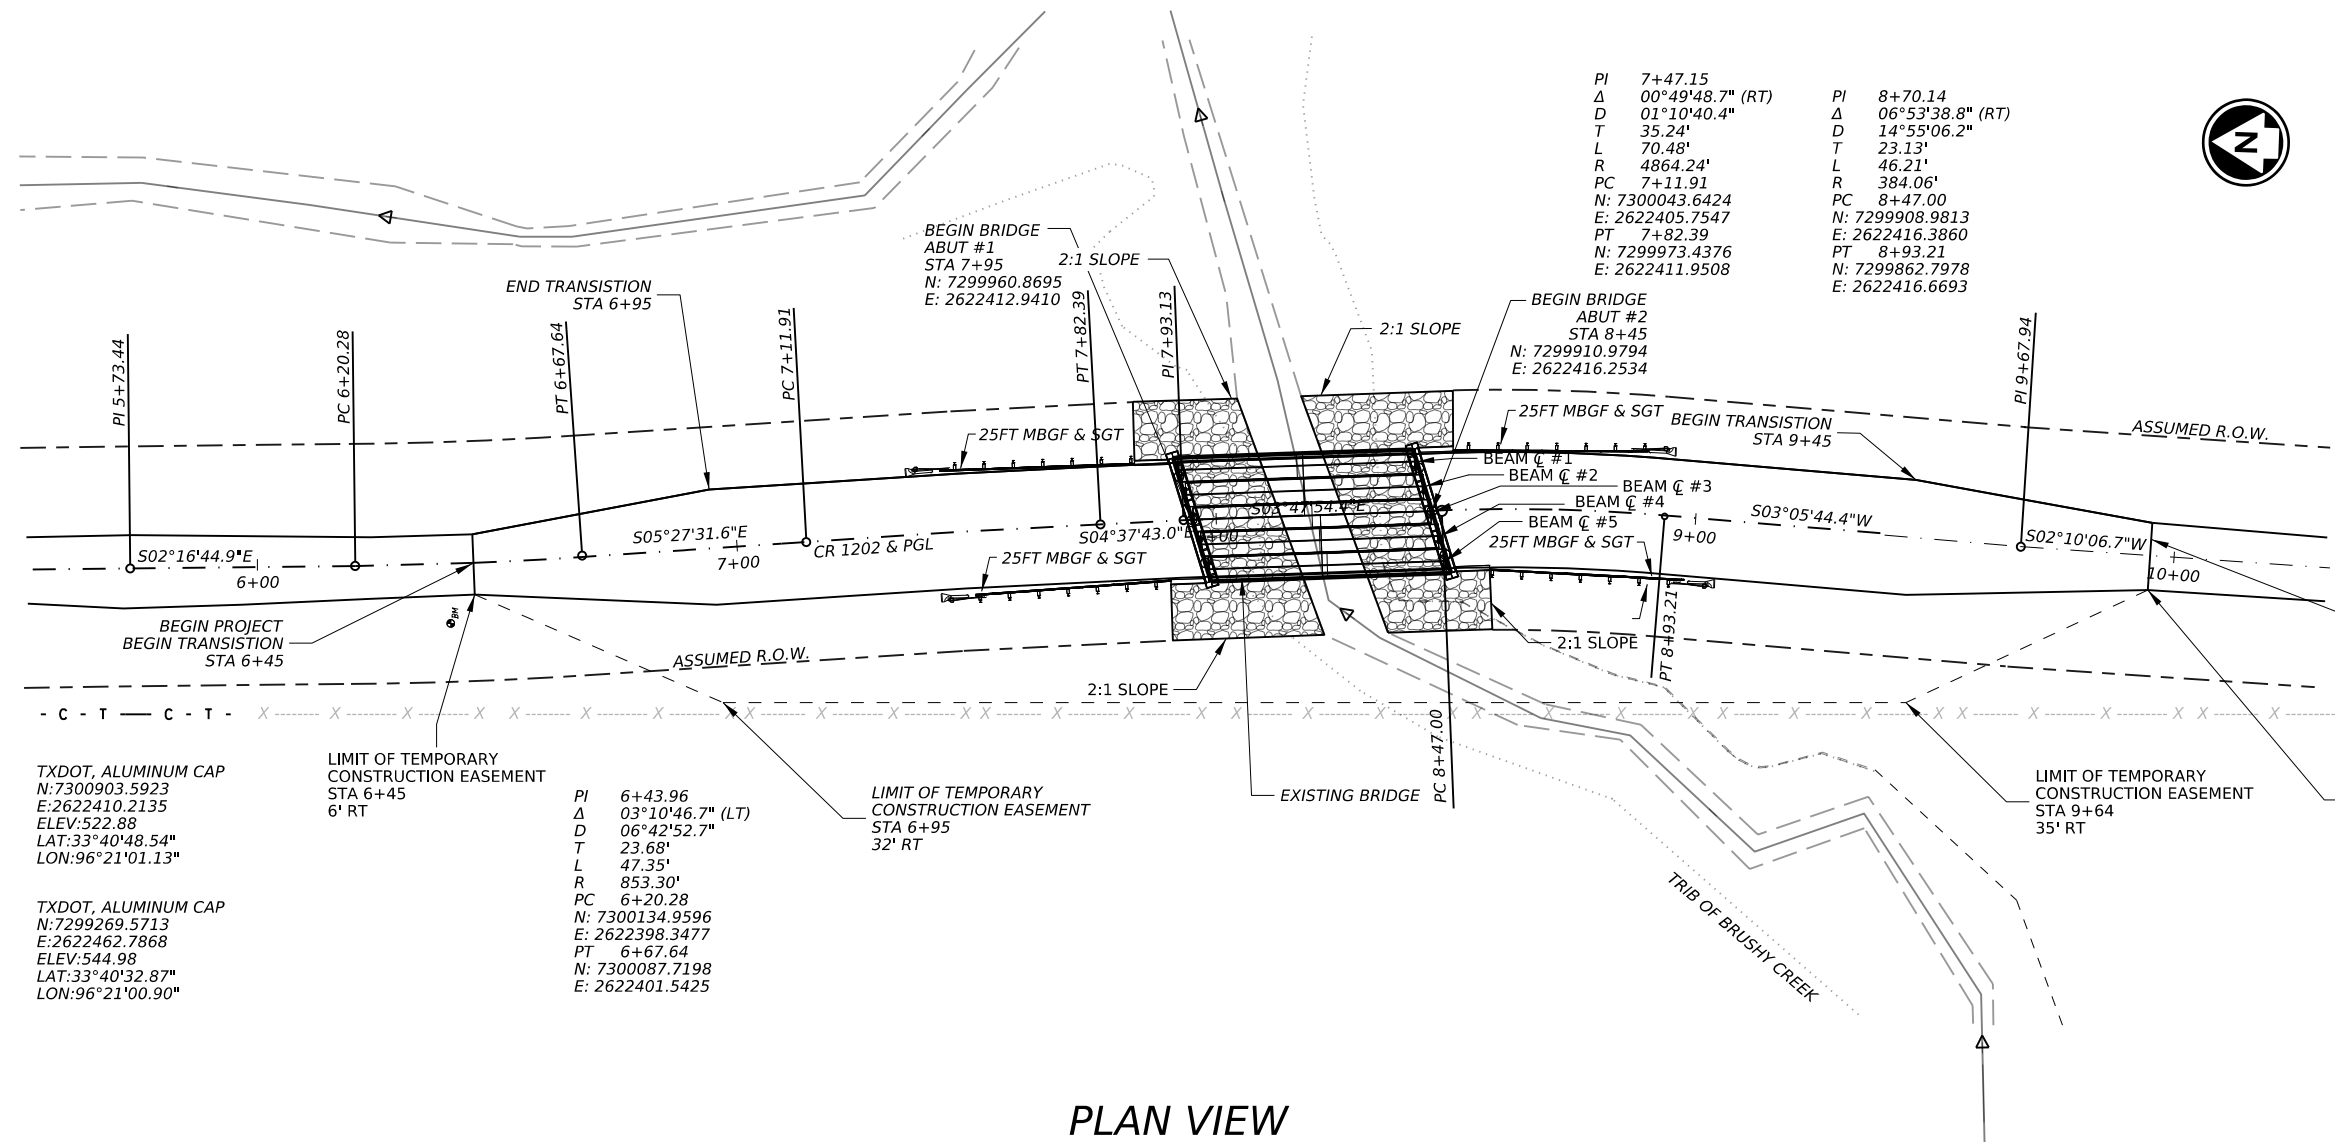 PI 7+47.15
Δ 00°49'48.7" (RT)
D 01°10'40.4"
T 35.24'
L 70.48'
R 4864.24'
PC 7+11.91
N: 7300043.6424
E: 2622405.7547
PT 7+82.39
N: 7299973.4376
E: 2622411.9508
PI 8+70.14
Δ 06°53'38.8" (RT)
D 14°55'06.2"
T 23.13'
L 46.21'
R 384.06'
PC 8+47.00
N: 7299908.9813
E: 2622416.3860
PT 8+93.21
N: 7299862.7978
E: 2622416.6693
N
BEGIN BRIDGE
ABUT #1
STA 7+95
N: 7299960.8695
E: 2622412.9410
2:1 SLOPE
END TRANSISTION
STA 6+95
BEGIN BRIDGE
ABUT #2
STA 8+45
N: 7299910.9794
E: 2622416.2534
2:1 SLOPE
PI 5+73.44
PC 6+20.28
PT 6+67.64
PC 7+11.91
PT 7+82.39
PI 7+93.13
PI 9+67.94
25FT MBGF & SGT
25FT MBGF & SGT
BEGIN TRANSISTION
STA 9+45
ASSUMED R.O.W.
BEAM ℄ #1
BEAM ℄ #2
BEAM ℄ #3
BEAM ℄ #4
BEAM ℄ #5
S02°16'44.9"E
6+00
S05°27'31.6"E
7+00
CR 1202 & PGL
S04°37'43.0"E
S03°47'54.4"E
9+00
S03°05'44.4"W
S02°10'06.7"W
10+00
25FT MBGF & SGT
25FT MBGF & SGT
BEGIN PROJECT
BEGIN TRANSISTION
STA 6+45
BM
ASSUMED R.O.W.
2:1 SLOPE
2:1 SLOPE
PT 8+93.21
PC 8+47.00
- C - T — C - T -
X X X X X X X X X X X X X X X X X X X X X X X X X X X X X X X
TXDOT, ALUMINUM CAP
N:7300903.5923
E:2622410.2135
ELEV:522.88
LAT:33°40'48.54"
LON:96°21'01.13"
TXDOT, ALUMINUM CAP
N:7299269.5713
E:2622462.7868
ELEV:544.98
LAT:33°40'32.87"
LON:96°21'00.90"
LIMIT OF TEMPORARY
CONSTRUCTION EASEMENT
STA 6+45
6' RT
PI 6+43.96
Δ 03°10'46.7" (LT)
D 06°42'52.7"
T 23.68'
L 47.35'
R 853.30'
PC 6+20.28
N: 7300134.9596
E: 2622398.3477
PT 6+67.64
N: 7300087.7198
E: 2622401.5425
LIMIT OF TEMPORARY
CONSTRUCTION EASEMENT
STA 6+95
32' RT
EXISTING BRIDGE
LIMIT OF TEMPORARY
CONSTRUCTION EASEMENT
STA 9+64
35' RT
TRIB OF BRUSHY CREEK
PLAN VIEW